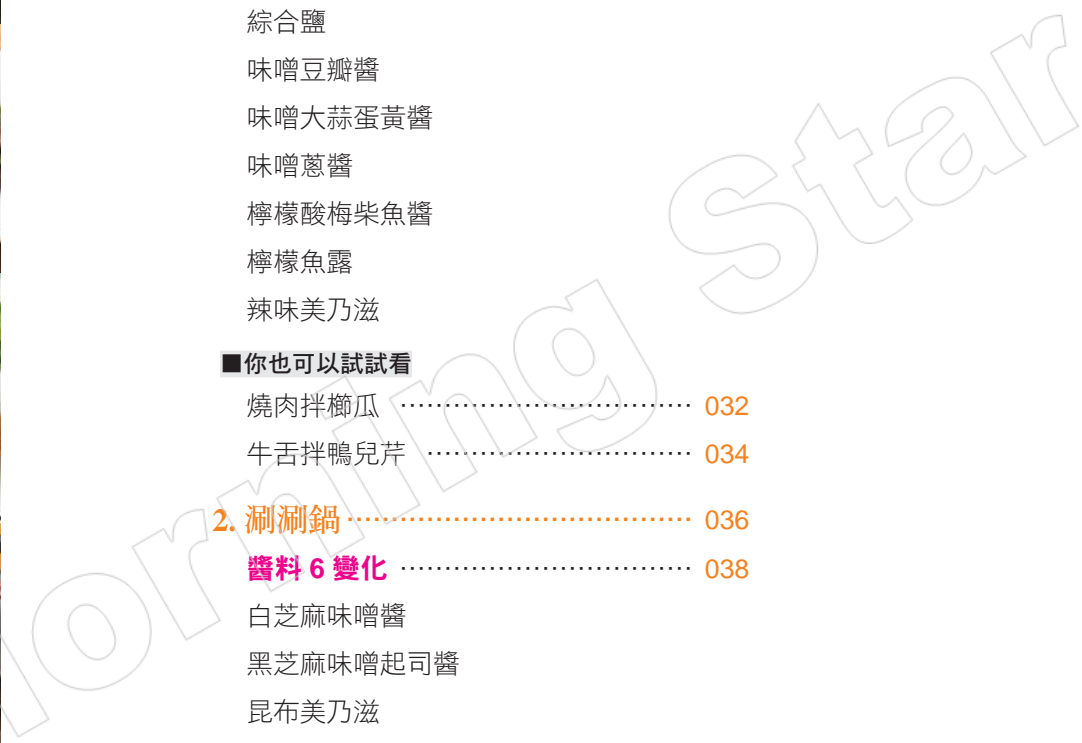 綜合鹽
味噌豆瓣醬
味噌大蒜蛋黃醬
味噌蔥醬
檸檬酸梅柴魚醬
檸檬魚露
辣味美乃滋
■你也可以試試看
燒肉拌櫛瓜 ································ 032
牛舌拌鴨兒芹 ····························· 034
2. 涮涮鍋 ····································· 036
醬料 6 變化 ································ 038
白芝麻味噌醬
黑芝麻味噌起司醬
昆布美乃滋
Morning Star